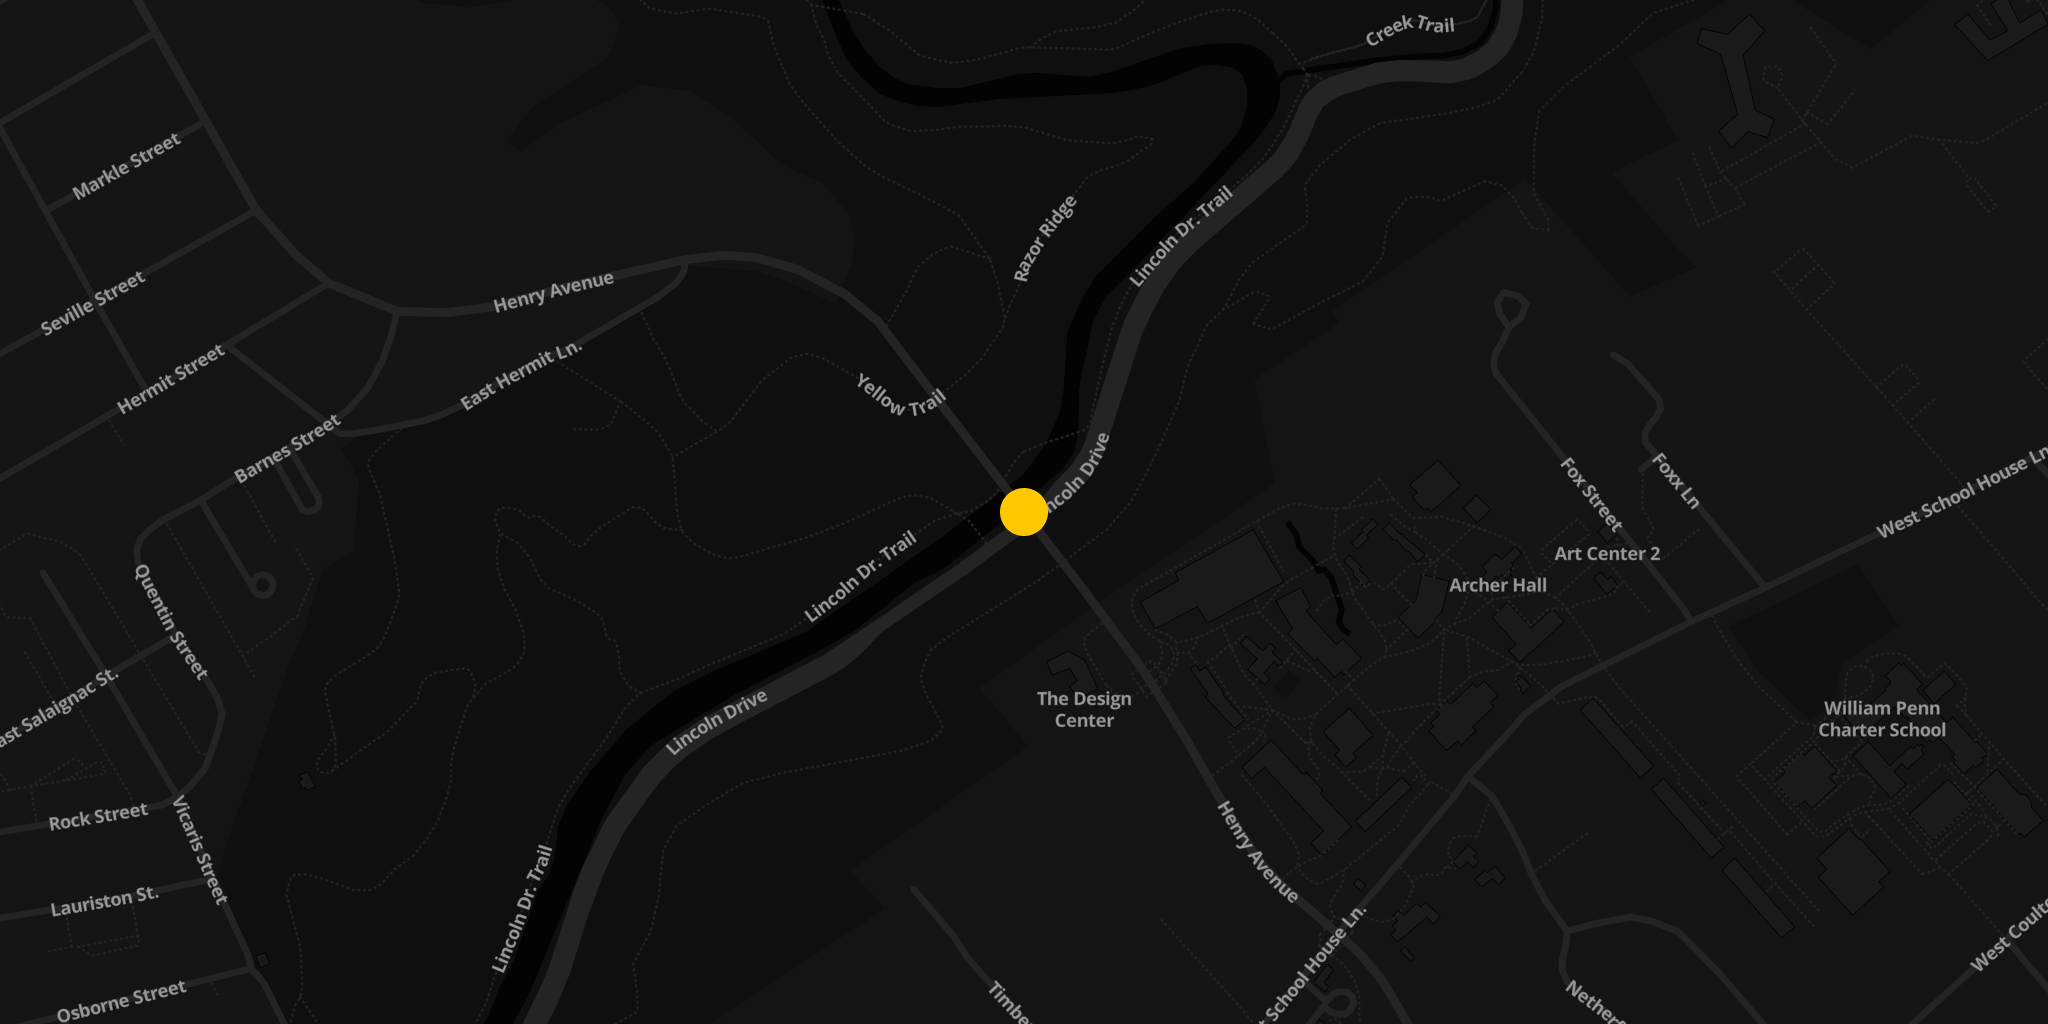 Creek Trail
Markle Street
Lincoln Dr. Trail
Razor Ridge
Henry Avenue
Seville Street
East Hermit Ln.
Hermit Street
Yellow Trail
Barnes Street
Lincoln Drive
Fox Street
Foxx Ln
West School House Ln
Art Center 2
Archer Hall
Lincoln Dr. Trail
Quentin Street
ast Salaignac St.
The Design
Center
William Penn
Charter School
Lincoln Drive
Rock Street
Vicaris Street
Henry Avenue
Lauriston St.
Lincoln Dr. Trail
School House Ln.
West Coulte
Osborne Street
Timbe
Nether